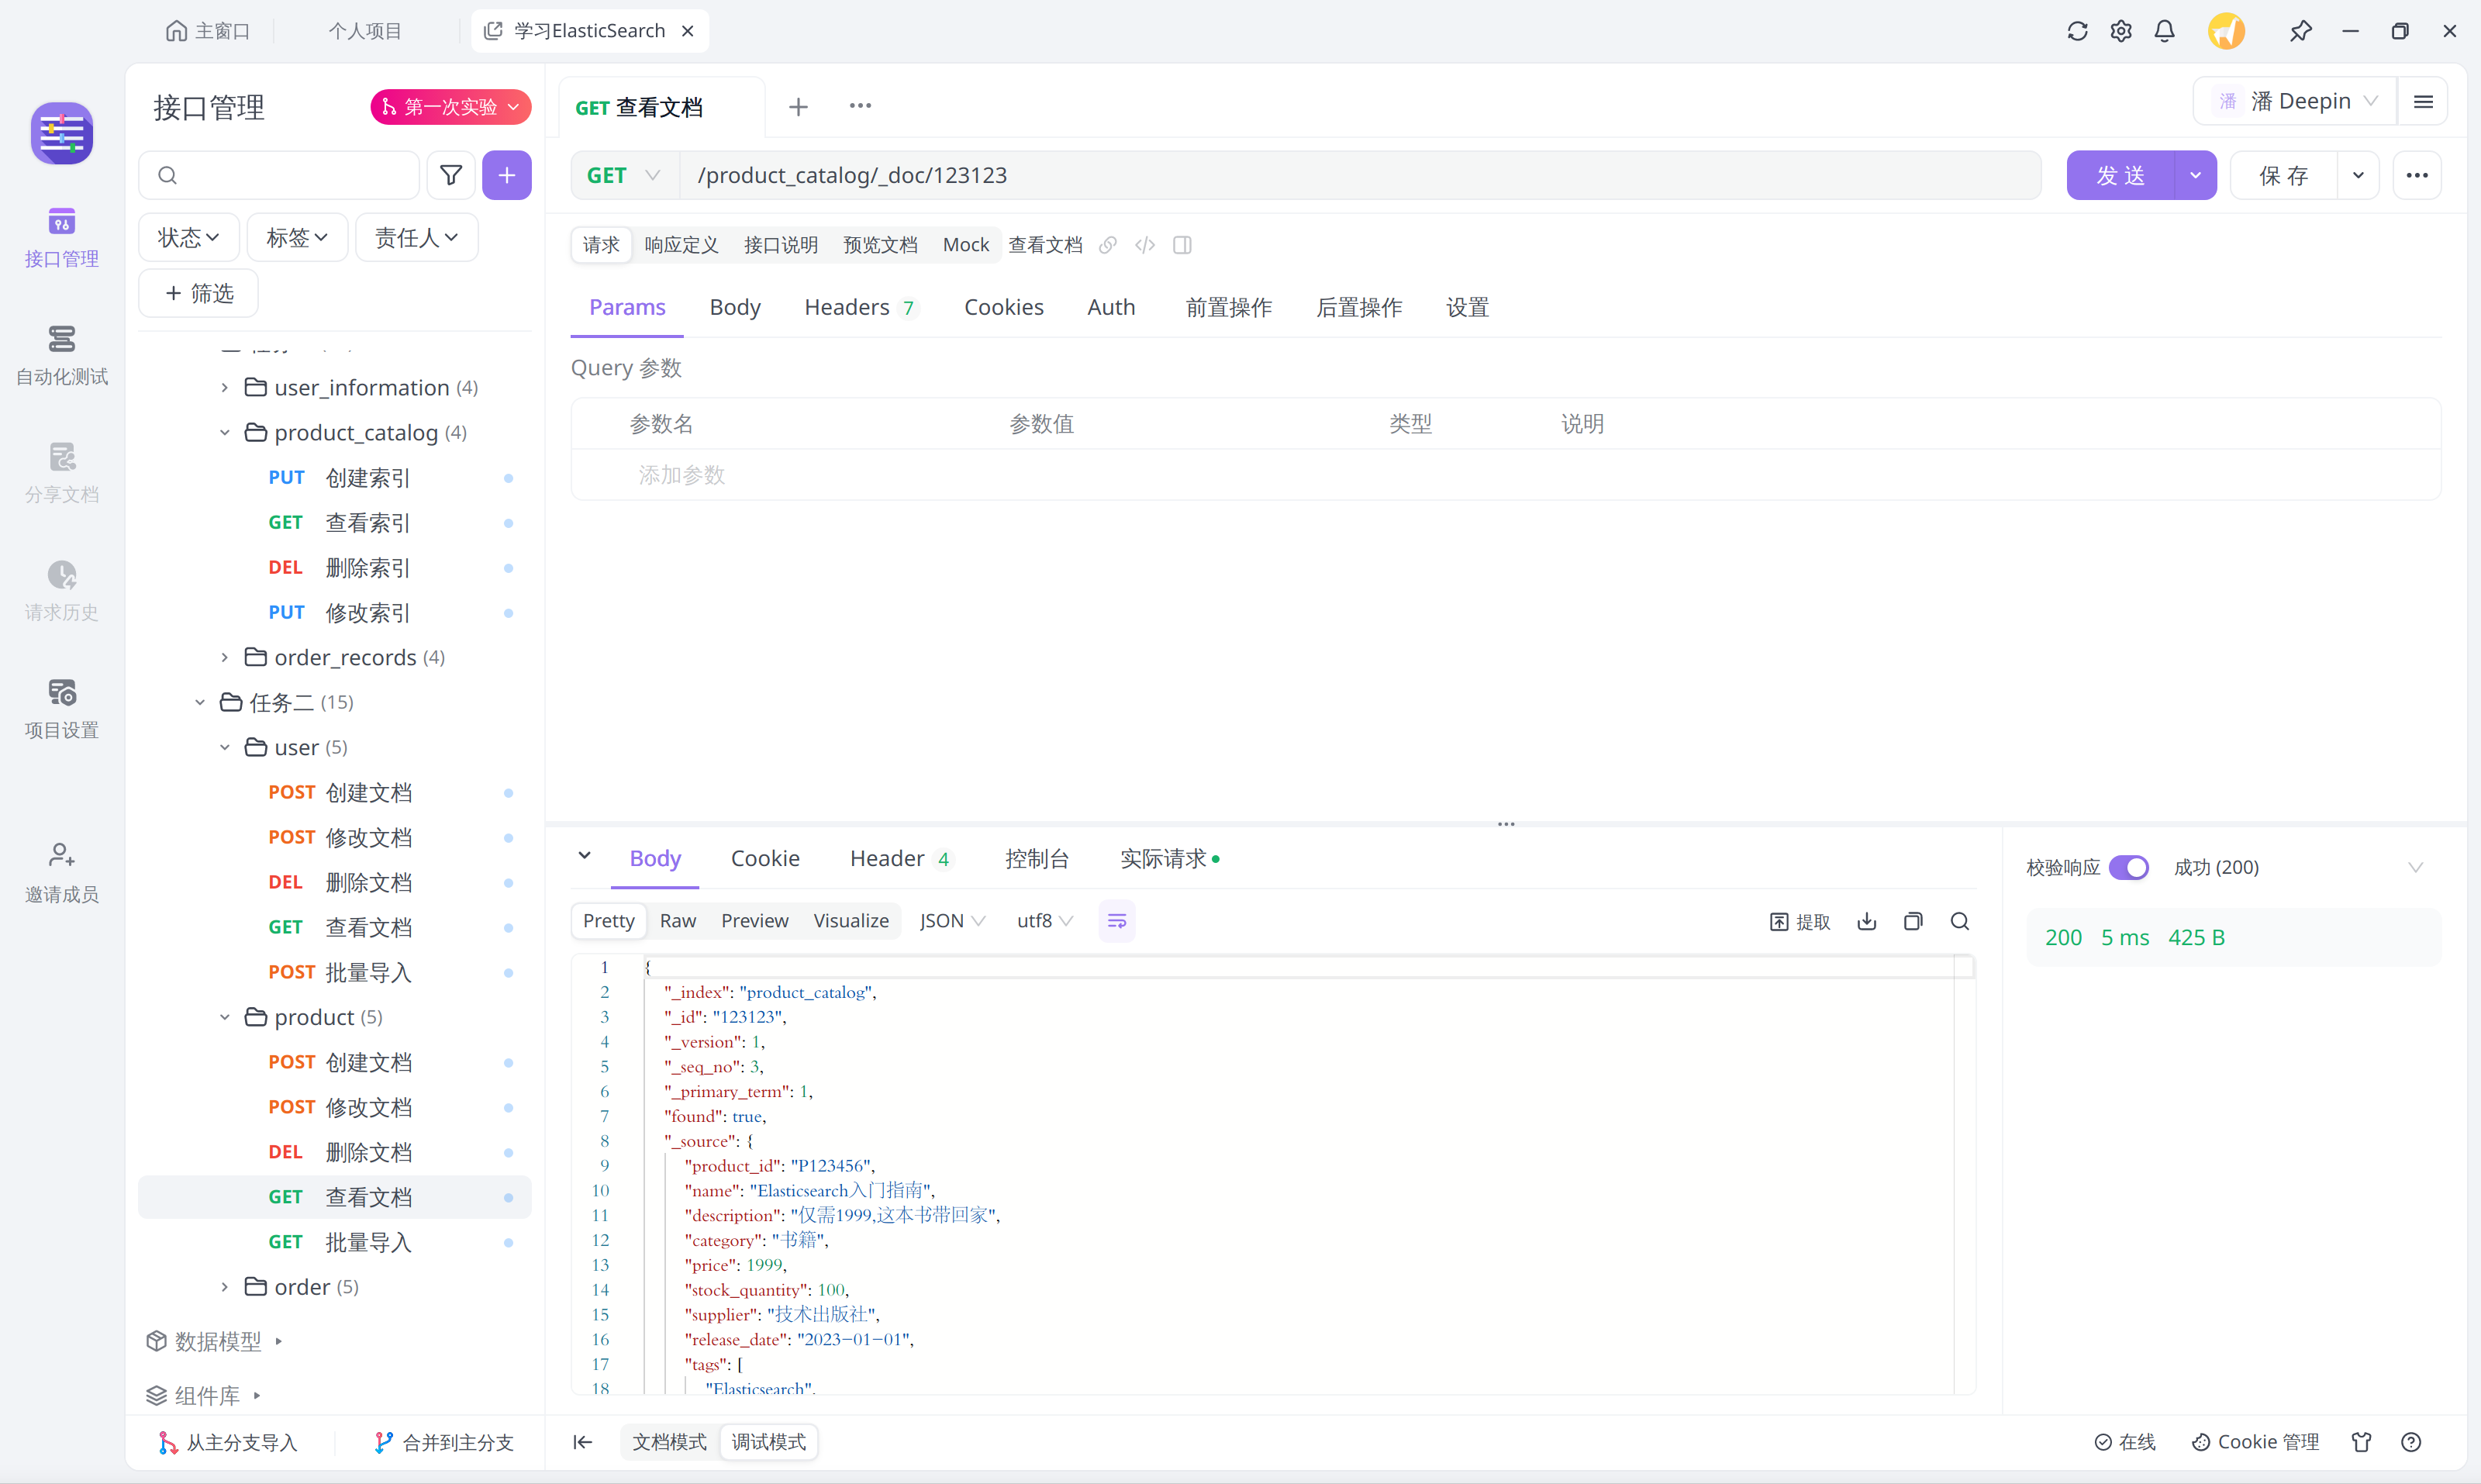 主窗口
个人项目
学习ElasticSearch
接口管理
自动化测试
分享文档
请求历史
项目设置
邀请成员
接口管理
第一次实验
状态
标签
责任人
筛选
user_information (4)
product_catalog (4)
PUT 创建索引
GET 查看索引
DEL 删除索引
PUT 修改索引
order_records (4)
任务二 (15)
user (5)
POST 创建文档
POST 修改文档
DEL 删除文档
GET 查看文档
POST 批量导入
product (5)
POST 创建文档
POST 修改文档
DEL 删除文档
GET 查看文档
GET 批量导入
order (5)
数据模型
组件库
从主分支导入
合并到主分支
GET 查看文档
潘 潘 Deepin
GET /product_catalog/_doc/123123
发 送
保 存
请求 响应定义 接口说明 预览文档 Mock 查看文档
Params Body Headers 7 Cookies Auth 前置操作 后置操作 设置
Query 参数
参数名 参数值 类型 说明
添加参数
Body Cookie Header 4 控制台 实际请求
Pretty Raw Preview Visualize JSON utf8
提取
1 {
2 "_index": "product_catalog",
3 "_id": "123123",
4 "_version": 1,
5 "_seq_no": 3,
6 "_primary_term": 1,
7 "found": true,
8 "_source": {
9 "product_id": "P123456",
10 "name": "Elasticsearch入门指南",
11 "description": "仅需1999,这本书带回家",
12 "category": "书籍",
13 "price": 1999,
14 "stock_quantity": 100,
15 "supplier": "技术出版社",
16 "release_date": "2023-01-01",
17 "tags": [
18 "Elasticsearch",
校验响应 成功 (200)
200 5 ms 425 B
文档模式 调试模式
在线
Cookie 管理